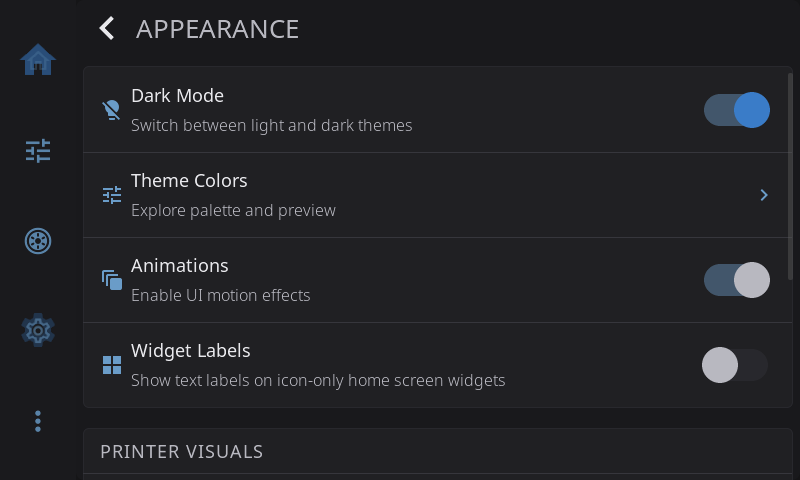 APPEARANCE
Dark Mode
Switch between light and dark themes
Theme Colors
Explore palette and preview
Animations
Enable UI motion effects
Widget Labels
Show text labels on icon-only home screen widgets
PRINTER VISUALS